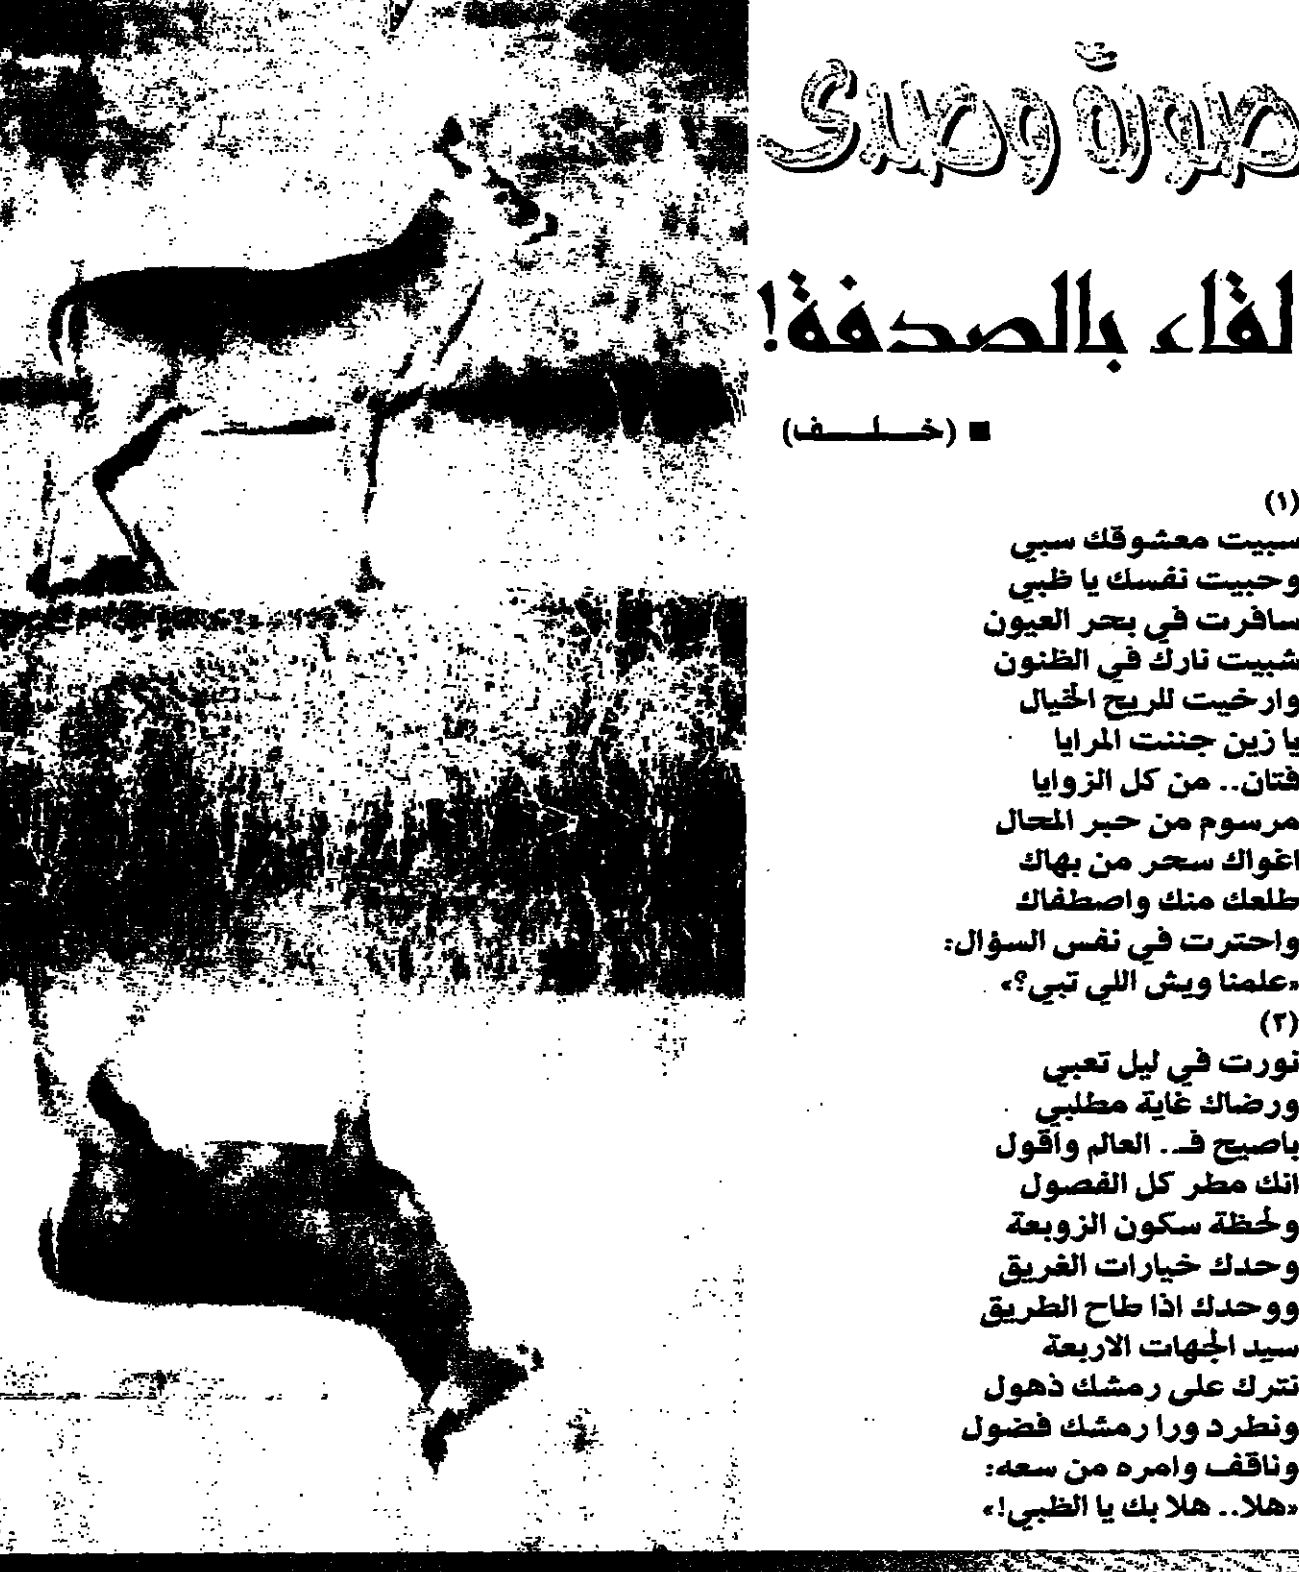 صورة وصدى
لقاء بالصدفة!
■ (خلف)
(١)
سبيت معشوقك سبي
وحبيت نفسك يا ظبي
سافرت في بحر العيون
شبيت نارك في الظنون
وارخيت للريح الخيال
يا زين جننت المرايا
فتان.. من كل الزوايا
مرسوم من حبر المحال
اغواك سحر من بهاك
طلعك منك واصطفاك
واحترت في نفس السؤال:
«علمنا ويش اللي تبي؟»
(٢)
نورت في ليل تعبي
ورضاك غاية مطلبي
باصيح فـ.. العالم واقول
انك مطر كل الفصول
ولحظة سكون الزوبعة
وحدك خيارات الغريق
ووحدك اذا طاح الطريق
سيد الجهات الاربعة
نترك على رمشك ذهول
ونطرد ورا رمشك فضول
وناقف وامره من سعه:
«هلا.. هلا بك يا الظبي!»